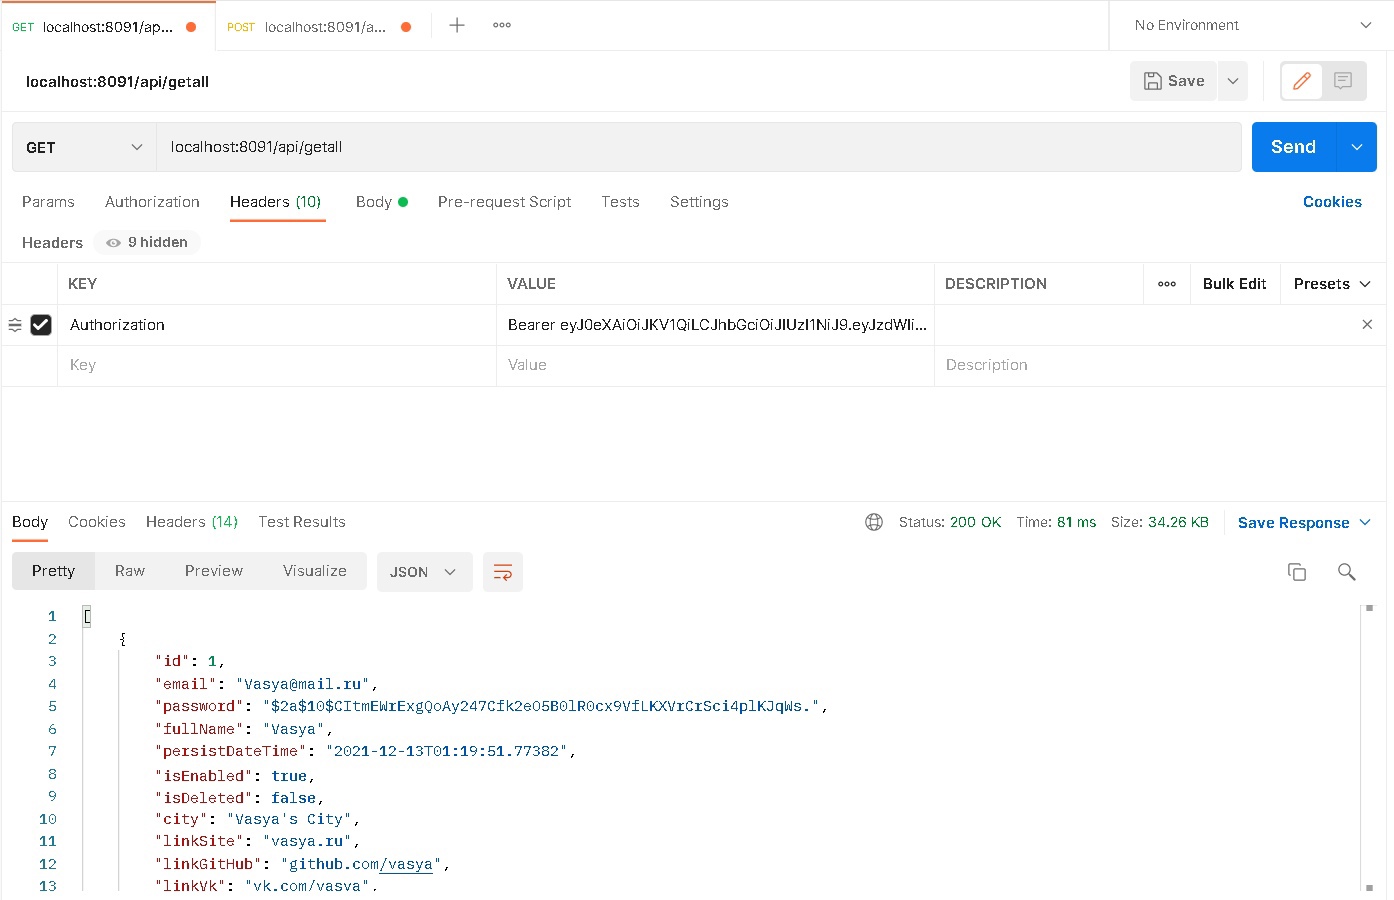 GET localhost:8091/ap... POST localhost:8091/a... No Environment
localhost:8091/api/getall Save
GET localhost:8091/api/getall Send
Params Authorization Headers (10) Body Pre-request Script Tests Settings Cookies
Headers 9 hidden
KEY VALUE DESCRIPTION Bulk Edit Presets
Authorization Bearer eyJ0eXAiOiJKV1QiLCJhbGciOiJIUzI1NiJ9.eyJzdWIi...
Key Value Description
Body Cookies Headers (14) Test Results Status: 200 OK Time: 81 ms Size: 34.26 KB Save Response
Pretty Raw Preview Visualize JSON
1 [
2 {
3 "id": 1,
4 "email": "Vasya@mail.ru",
5 "password": "$2a$10$CItmEWrExgQoAy247Cfk2eO5B0lR0cx9VfLKXVrCrSci4plKJqWs.",
6 "fullName": "Vasya",
7 "persistDateTime": "2021-12-13T01:19:51.77382",
8 "isEnabled": true,
9 "isDeleted": false,
10 "city": "Vasya's City",
11 "linkSite": "vasya.ru",
12 "linkGitHub": "github.com/vasya",
13 "linkVk": "vk.com/vasya",